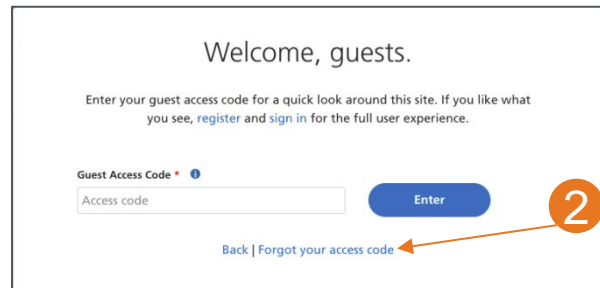 Welcome, guests.
Enter your guest access code for a quick look around this site. If you like what
you see, register and sign in for the full user experience.
Guest Access Code *
Access code
Enter
2
Back | Forgot your access code